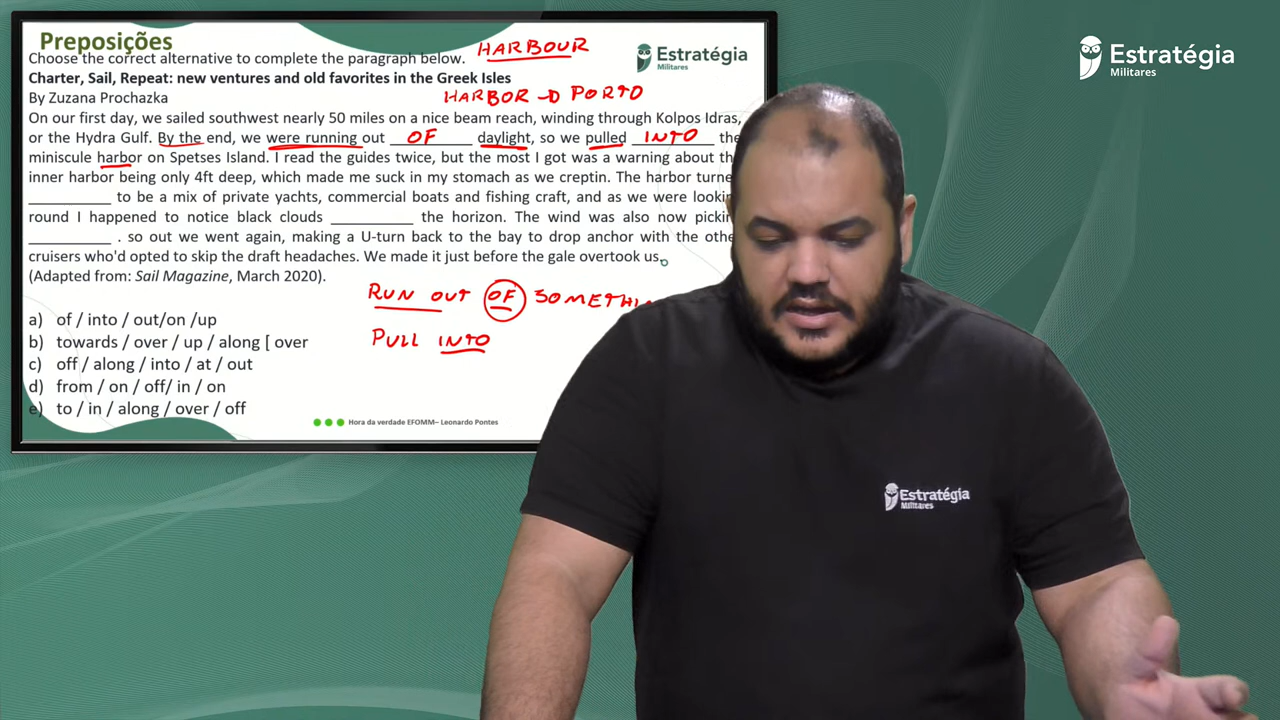 Preposições
Choose the correct alternative to complete the paragraph below.
HARBOUR
Estratégia
Militares
Charter, Sail, Repeat: new ventures and old favorites in the Greek Isles
By Zuzana Prochazka
HARBOR → PORTO
On our first day, we sailed southwest nearly 50 miles on a nice beam reach, winding through Kolpos Idras,
or the Hydra Gulf. By the end, we were running out OF daylight, so we pulled INTO the
miniscule harbor on Spetses Island. I read the guides twice, but the most I got was a warning about th
inner harbor being only 4ft deep, which made me suck in my stomach as we creptin. The harbor turne
__________ to be a mix of private yachts, commercial boats and fishing craft, and as we were lookin
round I happened to notice black clouds __________ the horizon. The wind was also now pickin
__________ . so out we went again, making a U-turn back to the bay to drop anchor with the othe
cruisers who'd opted to skip the draft headaches. We made it just before the gale overtook us.
(Adapted from: Sail Magazine, March 2020).
RUN OUT OF SOMETHIN
PULL INTO
a) of / into / out/on /up
b) towards / over / up / along [ over
c) off / along / into / at / out
d) from / on / off/ in / on
e) to / in / along / over / off
Hora da verdade EFOMM– Leonardo Pontes
Estratégia
Militares
Estratégia
Militares